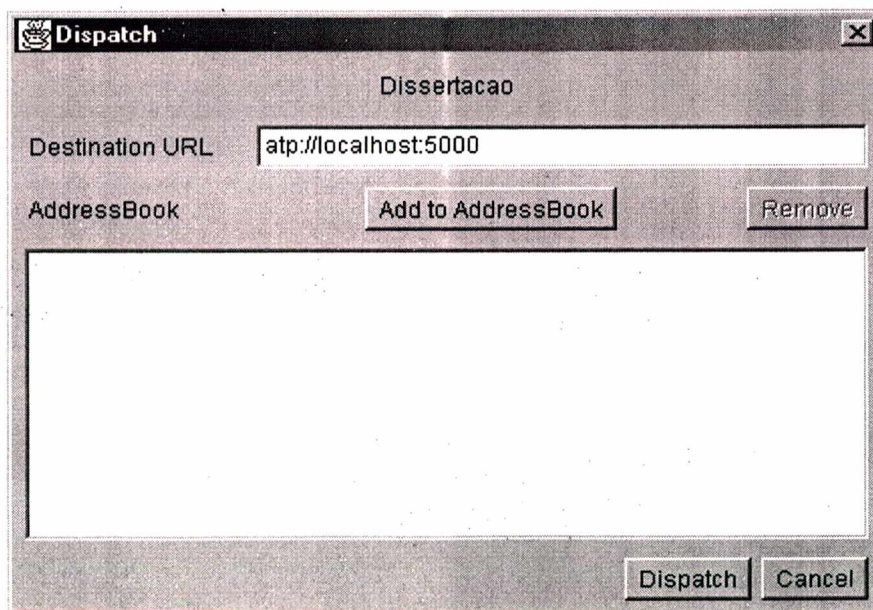 Dispatch
Dissertacao
Destination URL atp://localhost:5000
AddressBook Add to AddressBook Remove
Dispatch Cancel